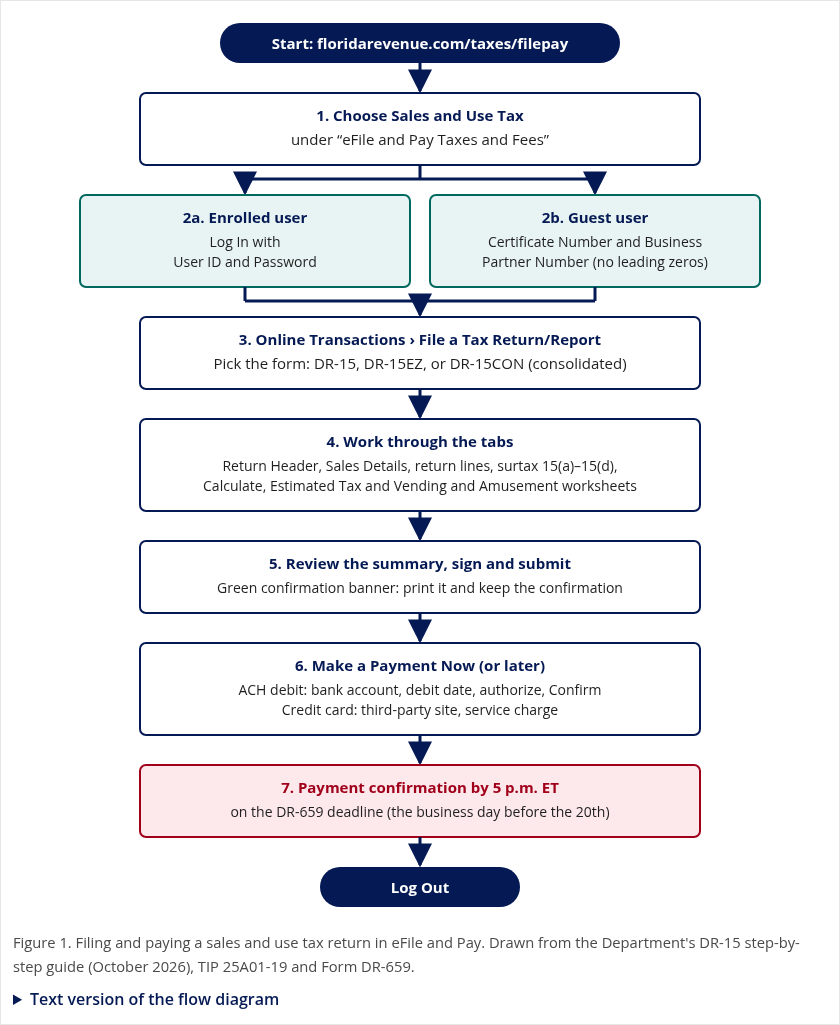 Start: floridarevenue.com/taxes/filepay
1. Choose Sales and Use Tax
under “eFile and Pay Taxes and Fees”
2a. Enrolled user
Log In with
User ID and Password
2b. Guest user
Certificate Number and Business
Partner Number (no leading zeros)
3. Online Transactions › File a Tax Return/Report
Pick the form: DR-15, DR-15EZ, or DR-15CON (consolidated)
4. Work through the tabs
Return Header, Sales Details, return lines, surtax 15(a)–15(d),
Calculate, Estimated Tax and Vending and Amusement worksheets
5. Review the summary, sign and submit
Green confirmation banner: print it and keep the confirmation
6. Make a Payment Now (or later)
ACH debit: bank account, debit date, authorize, Confirm
Credit card: third-party site, service charge
7. Payment confirmation by 5 p.m. ET
on the DR-659 deadline (the business day before the 20th)
Log Out
Figure 1. Filing and paying a sales and use tax return in eFile and Pay. Drawn from the Department's DR-15 step-by-
step guide (October 2026), TIP 25A01-19 and Form DR-659.
Text version of the flow diagram